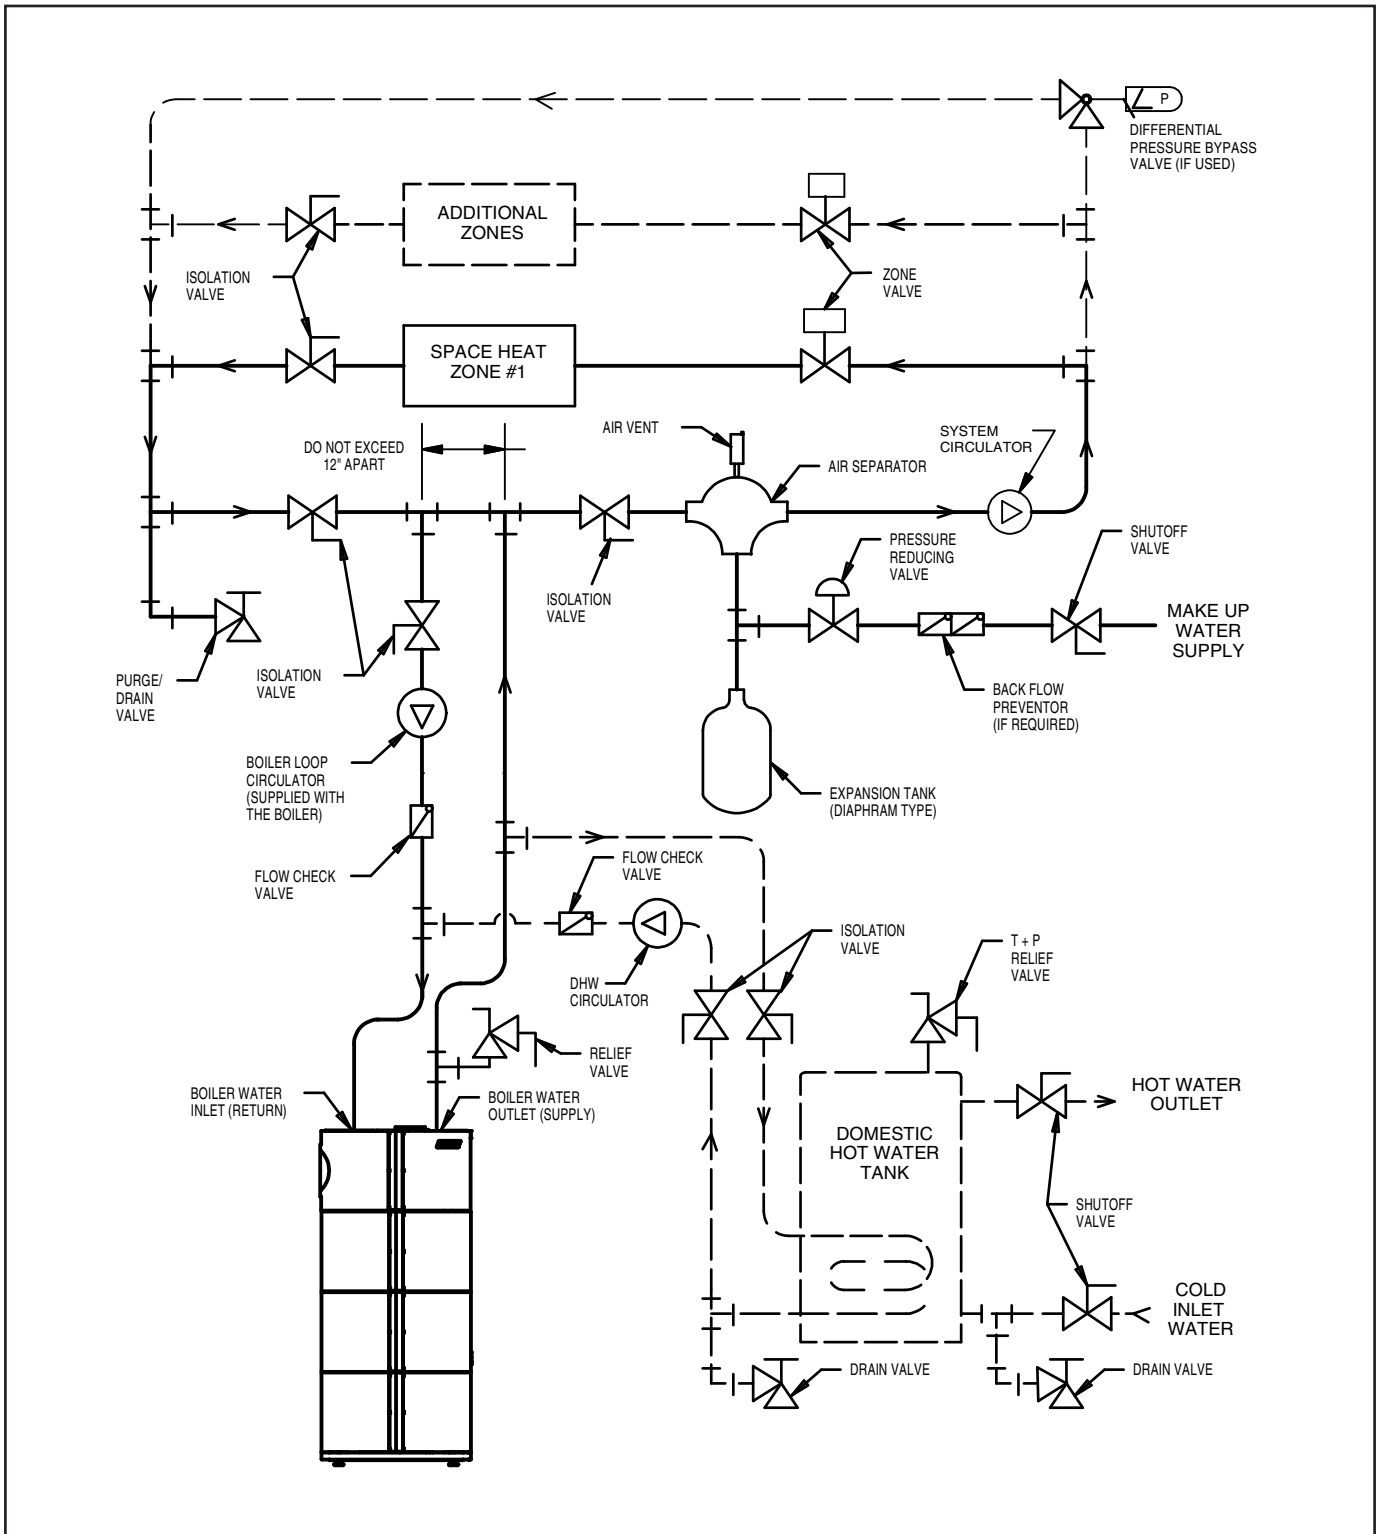 P
DIFFERENTIAL
PRESSURE BYPASS
VALVE (IF USED)
ADDITIONAL
ZONES
ISOLATION
VALVE
ZONE
VALVE
SPACE HEAT
ZONE #1
DO NOT EXCEED
12" APART
AIR VENT
AIR SEPARATOR
SYSTEM
CIRCULATOR
PRESSURE
REDUCING
VALVE
SHUTOFF
VALVE
ISOLATION
VALVE
MAKE UP
WATER
SUPPLY
PURGE/
DRAIN
VALVE
ISOLATION
VALVE
BACK FLOW
PREVENTOR
(IF REQUIRED)
BOILER LOOP
CIRCULATOR
(SUPPLIED WITH
THE BOILER)
EXPANSION TANK
(DIAPHRAM TYPE)
FLOW CHECK
VALVE
FLOW CHECK
VALVE
ISOLATION
VALVE
T + P
RELIEF
VALVE
DHW
CIRCULATOR
RELIEF
VALVE
BOILER WATER
INLET (RETURN)
BOILER WATER
OUTLET (SUPPLY)
HOT WATER
OUTLET
DOMESTIC
HOT WATER
TANK
SHUTOFF
VALVE
COLD
INLET
WATER
DRAIN VALVE
DRAIN VALVE